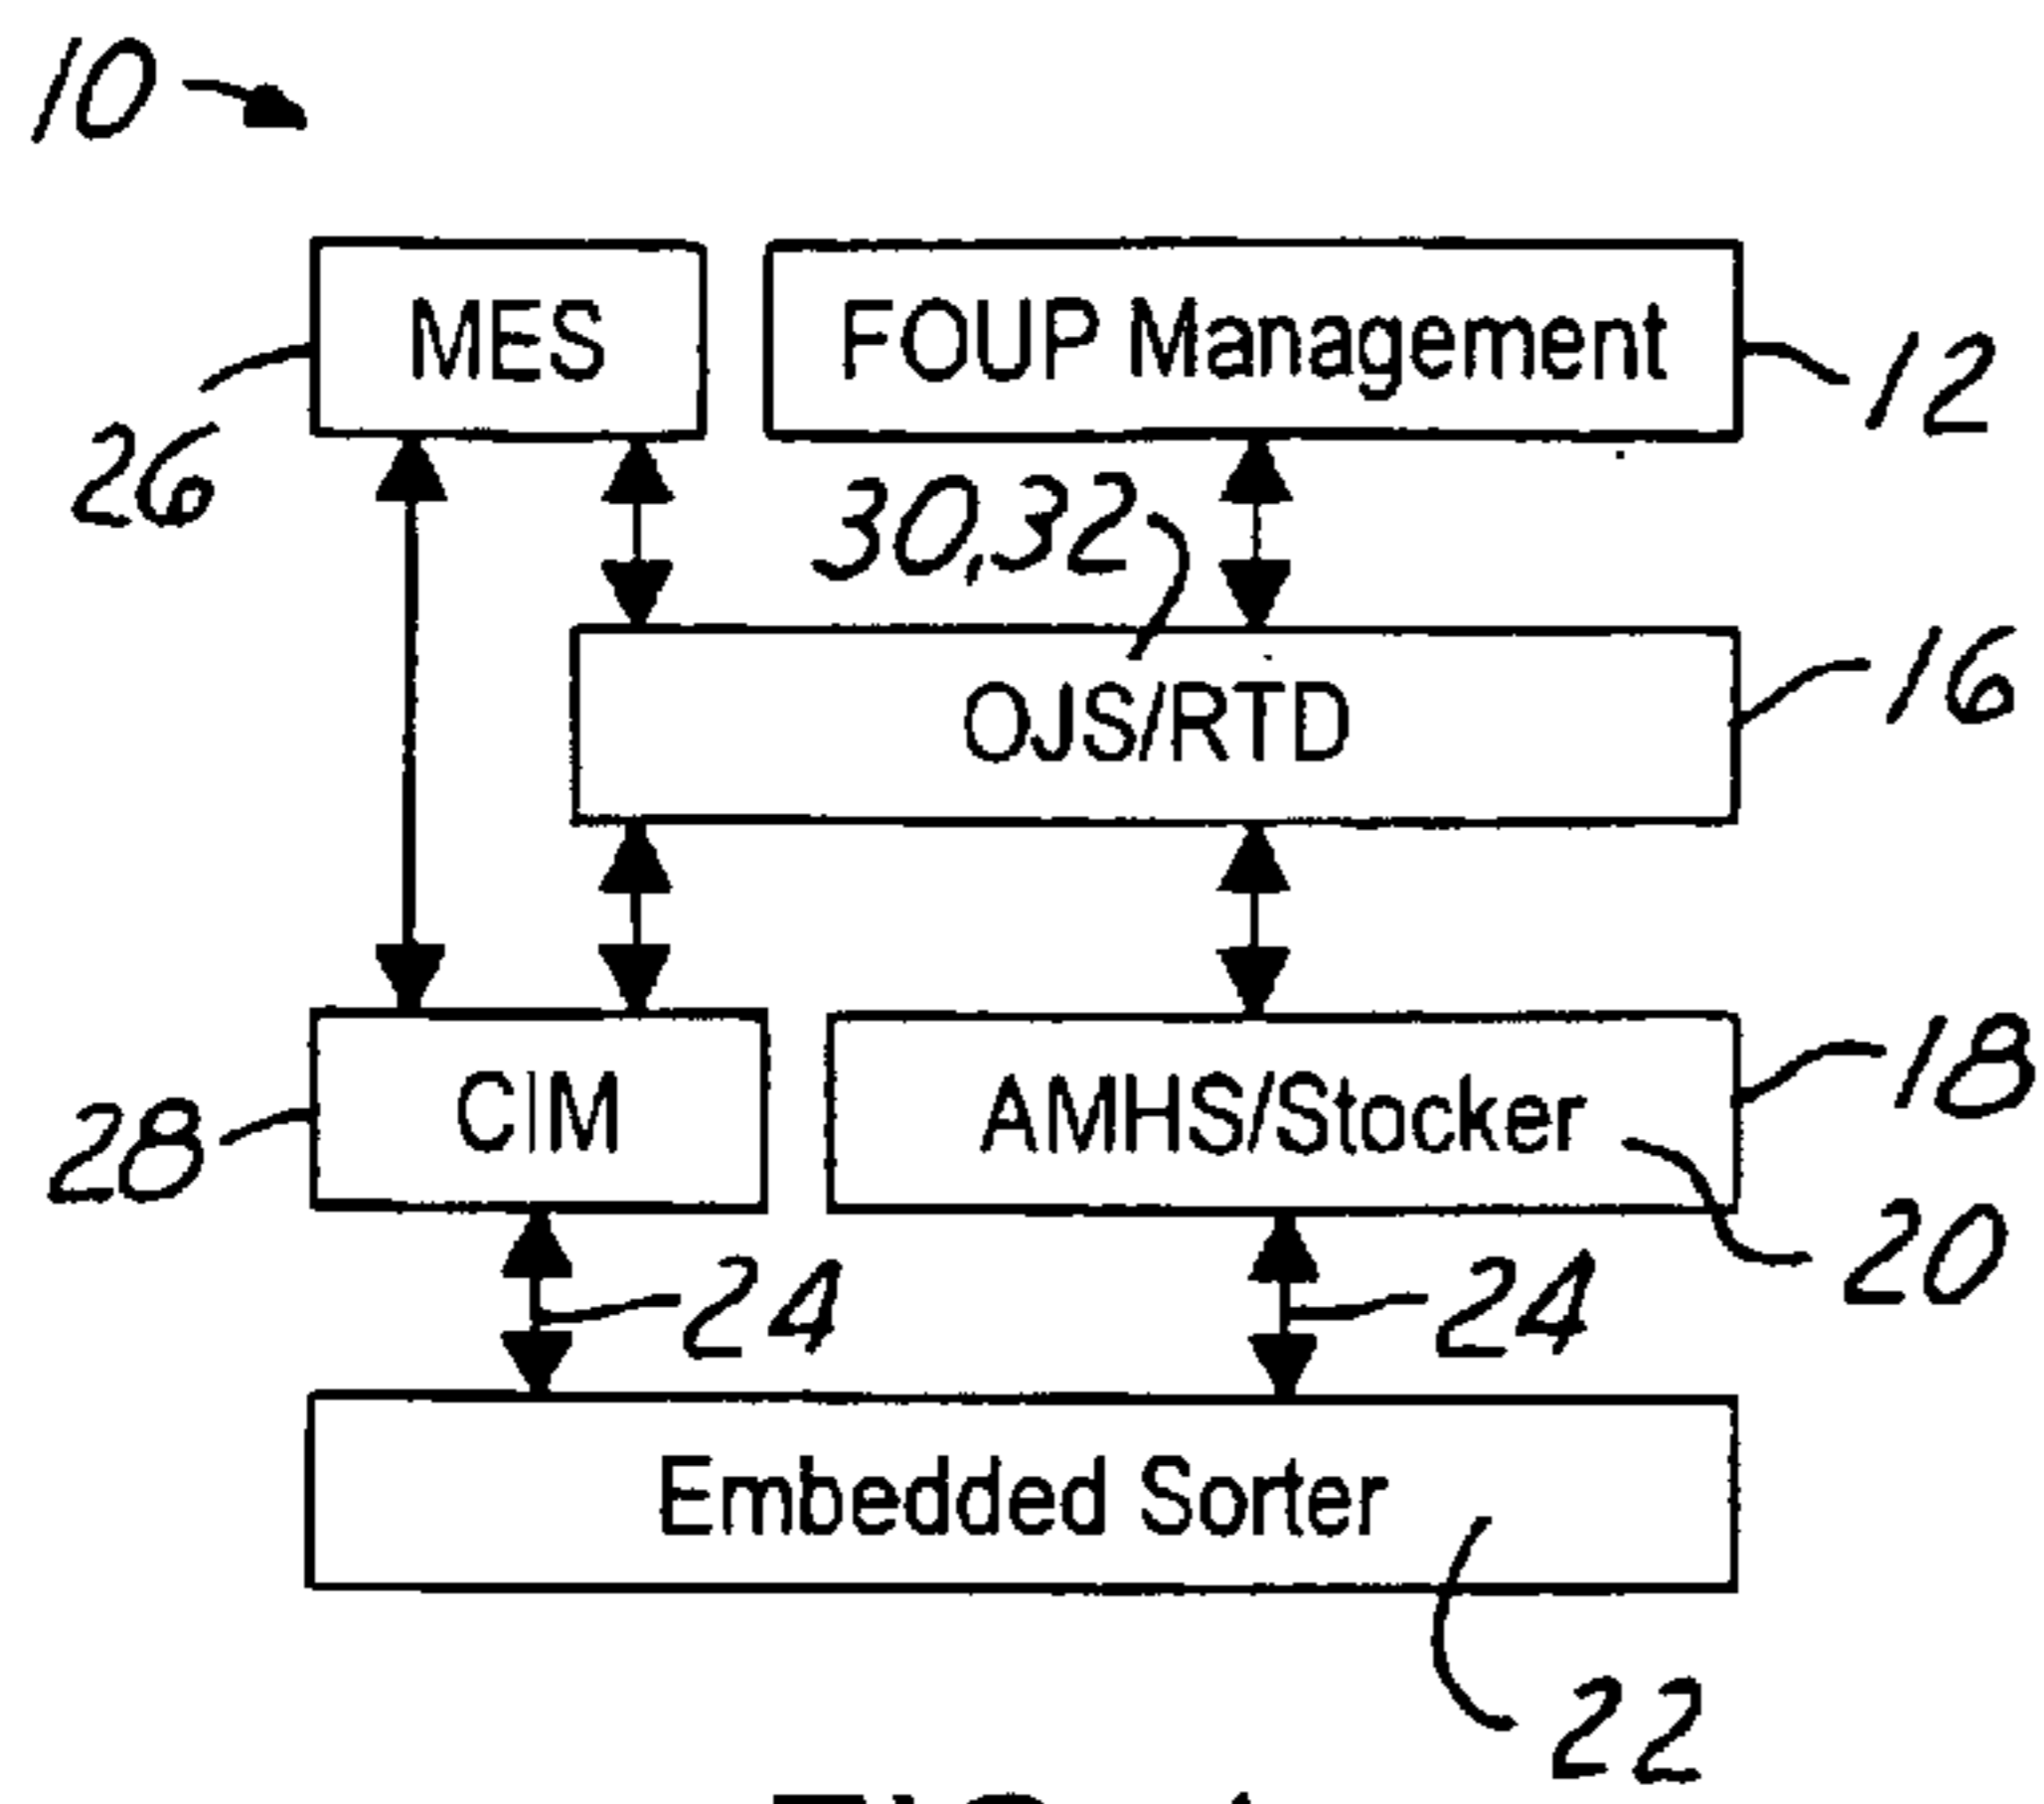 10
MES
FOUP Management
12
26
30,32
OJS/RTD
16
CIM
AMHS/Stocker
18
28
20
24
24
Embedded Sorter
22